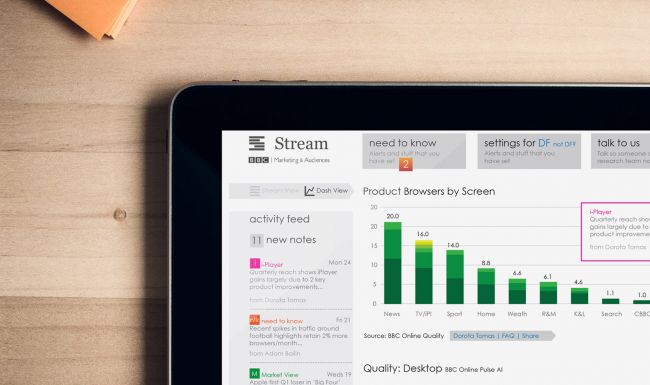 Stream
BBC | Marketing & Audiences
need to know
Alerts and stuff that you
have set
2
settings for DF not DFF
Alerts and stuff that you
have set
talk to us
Talk so someone
research team no
Stream View
Dash View
activity feed
11 new notes
i-Player
Mon 24
Quarterly reach shows iPlayer
gains largely due to 2 key
product improvements...
from Dorota Tomas
need to know
Fri 21
Recent spikes in traffic around
football highlights retain 2% more
browsers/month...
from Adam Bailin
M
Market View
Weds 19
Apple first Q1 loser in 'Big Four'
Product Browsers by Screen
20
15
10
5
0
20.0
16.0
14.0
8.8
6.6
6.1
4.6
1.1
1.0
News
TV/iPl
Sport
Home
Weath
R&M
K&L
Search
CBBC
i-Player
Quarterly reach show
gains largely due to
product improveme
from Dorota Tomas
Source: BBC Online Quality
Dorota Tomas | FAQ | Share
Quality: Desktop BBC Online Pulse AI